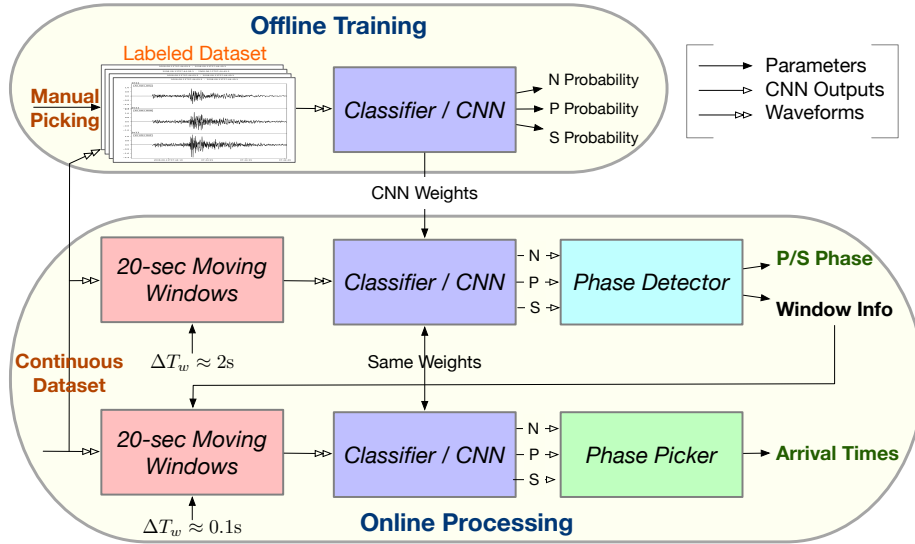 Offline Training
Labeled Dataset
Manual
Picking
Classifier / CNN
N Probability
P Probability
S Probability
Parameters
CNN Outputs
Waveforms
CNN Weights
20-sec Moving
Windows
Classifier / CNN
N
P
S
Phase Detector
P/S Phase
Window Info
ΔT_w ≈ 2s
Same Weights
Continuous
Dataset
20-sec Moving
Windows
Classifier / CNN
N
P
S
Phase Picker
Arrival Times
ΔT_w ≈ 0.1s
Online Processing